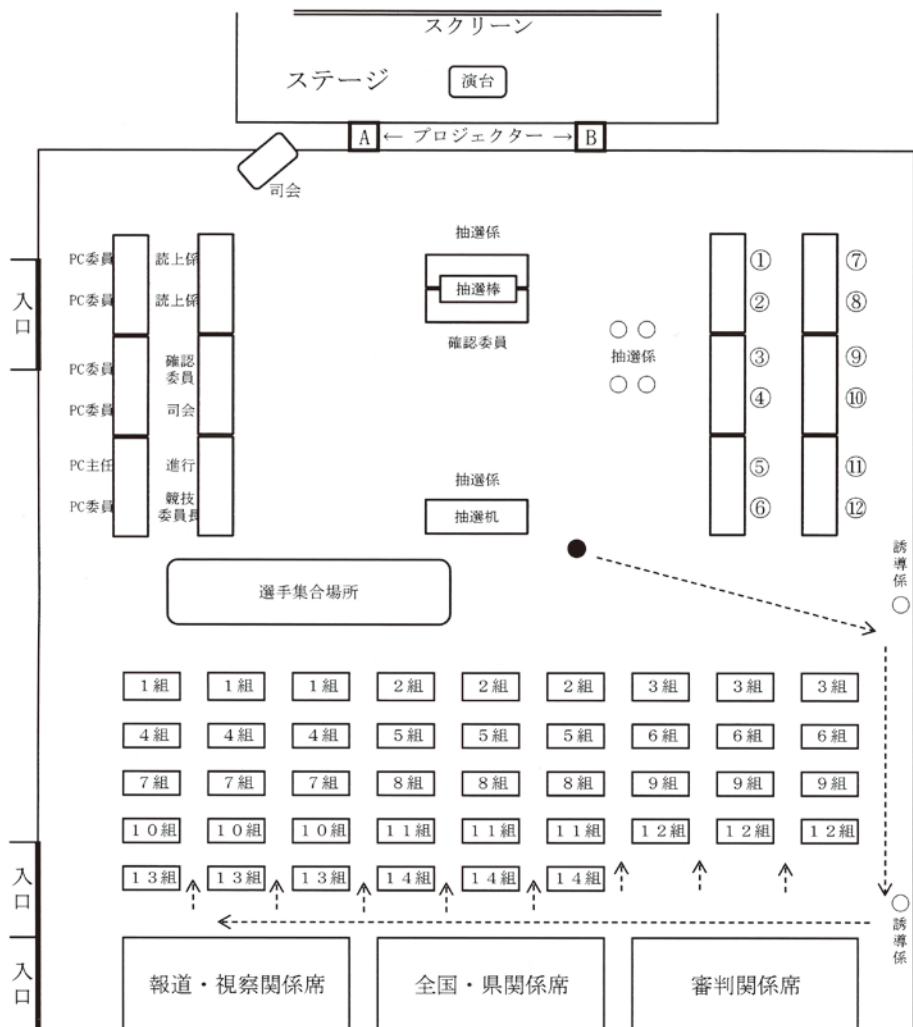 スクリーン
ステージ
演台
A ← プロジェクター → B
司会
抽選係
抽選棒
確認委員
入口
PC委員
PC委員
PC委員
PC委員
PC主任
PC委員
読上係
読上係
確認
委員
司会
進行
競技
委員長
抽選係
① ⑦
② ⑧
③ ⑨
④ ⑩
⑤ ⑪
⑥ ⑫
抽選係
抽選机
誘導係
選手集合場所
1組 1組 1組 2組 2組 2組 3組 3組 3組
4組 4組 4組 5組 5組 5組 6組 6組 6組
7組 7組 7組 8組 8組 8組 9組 9組 9組
10組 10組 10組 11組 11組 11組 12組 12組 12組
13組 13組 13組 14組 14組 14組
入口
入口
誘導係
報道・視察関係席
全国・県関係席
審判関係席